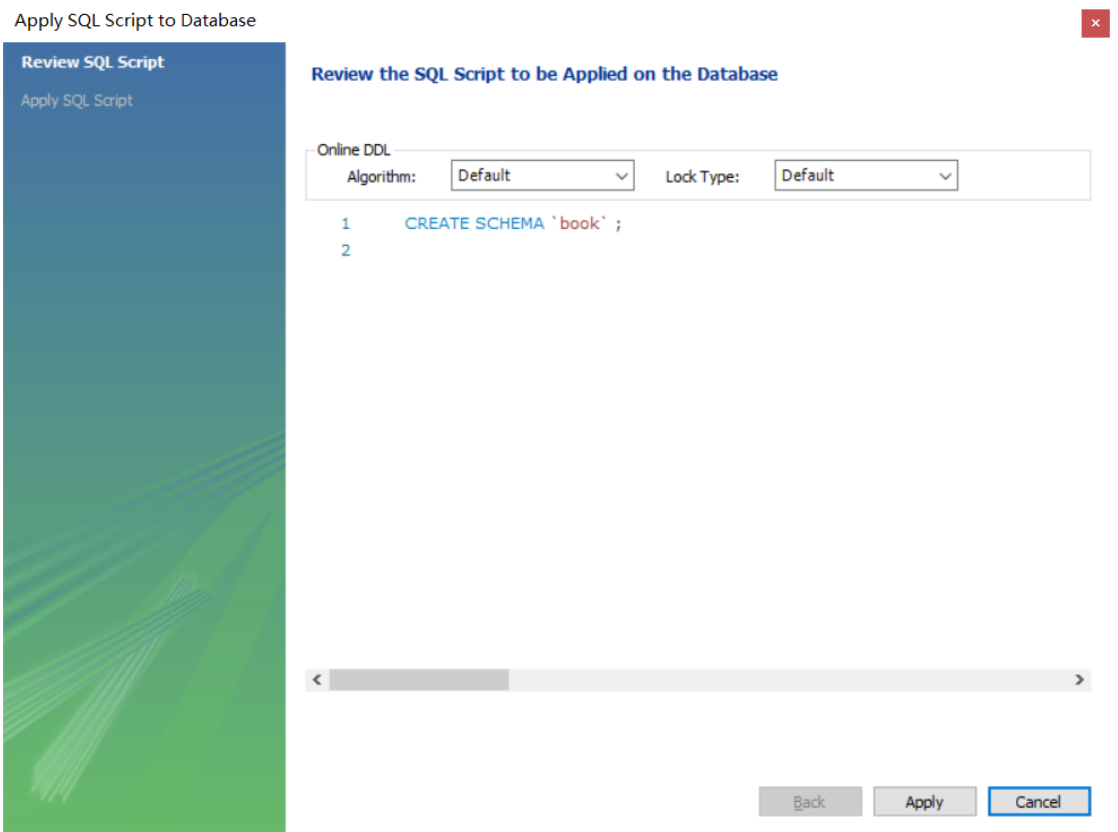 Apply SQL Script to Database
Review SQL Script
Apply SQL Script
Review the SQL Script to be Applied on the Database
Online DDL
Algorithm: Default Lock Type: Default
1 CREATE SCHEMA `book` ;
2
Back Apply Cancel